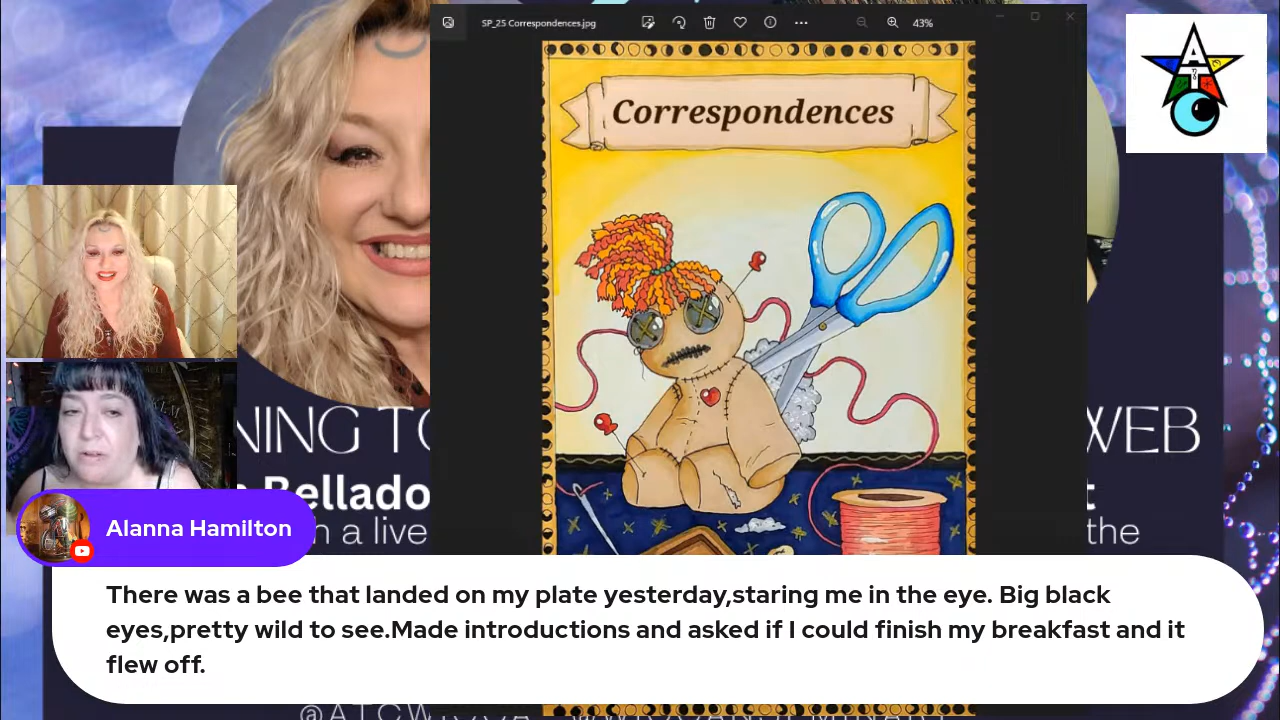 SP_25 Correspondences.jpg
43%
Correspondences
A
T
NING T
WEB
Bellado
t
n a live
the
Alanna Hamilton
There was a bee that landed on my plate yesterday,staring me in the eye. Big black
eyes,pretty wild to see.Made introductions and asked if I could finish my breakfast and it
flew off.